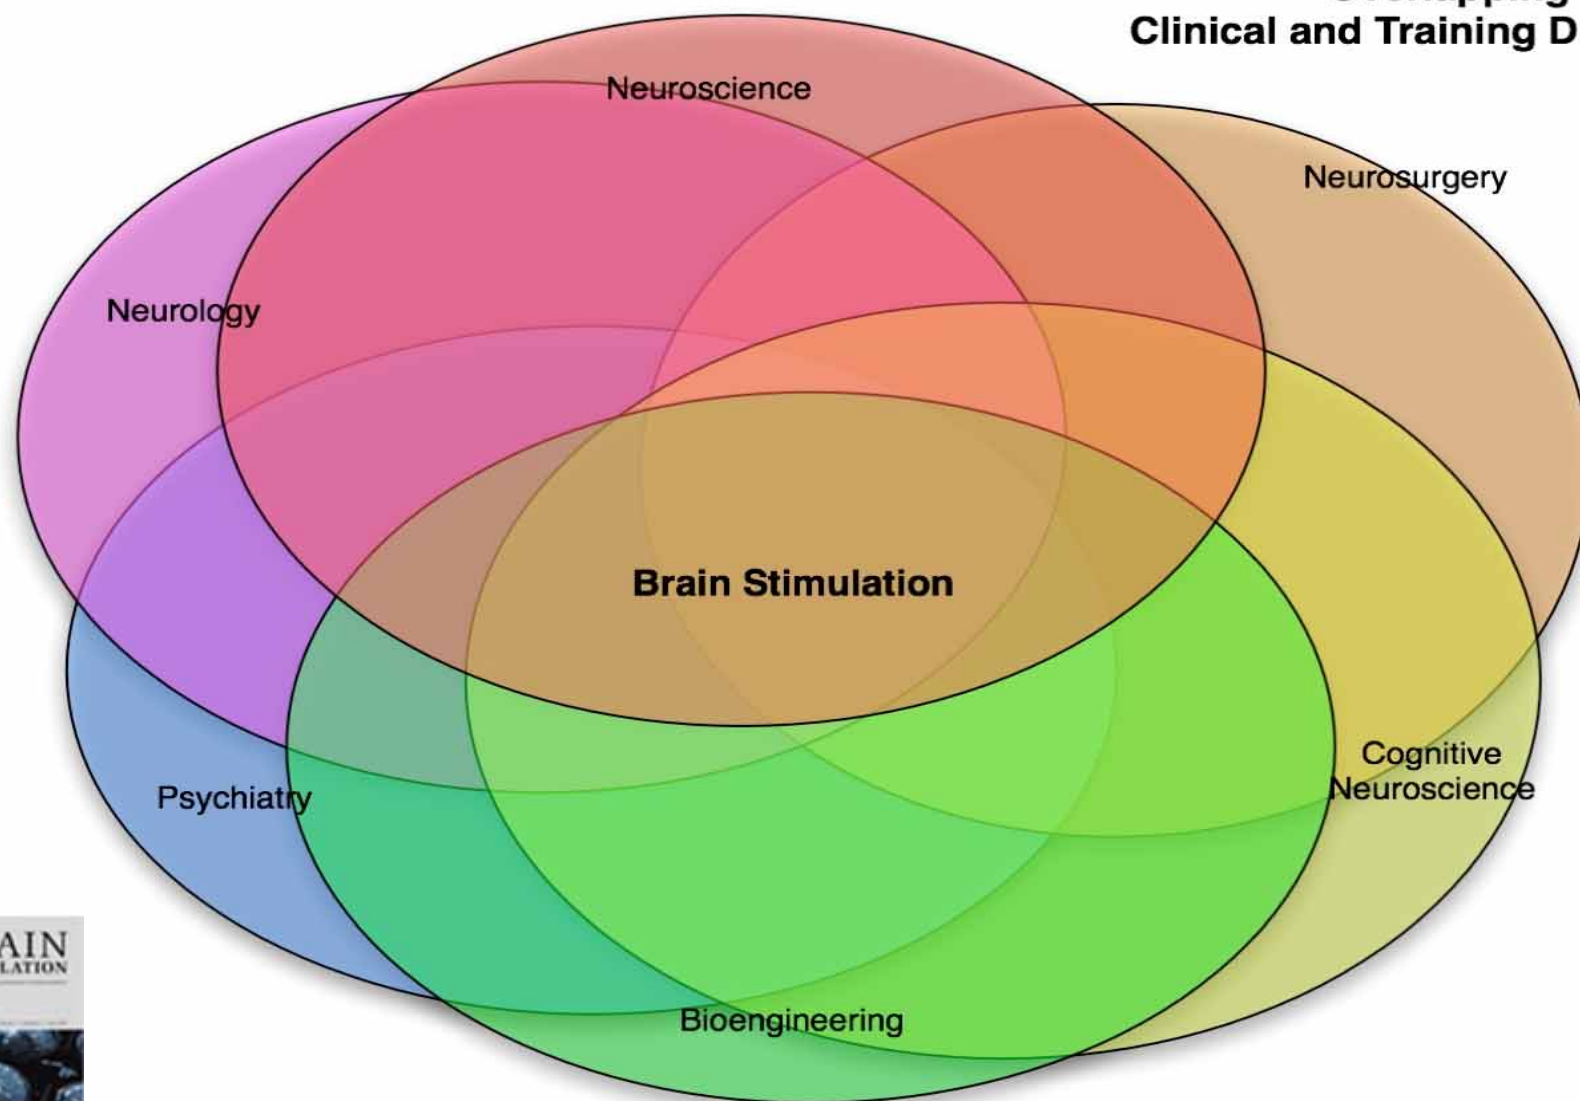 Clinical and Training D
Neuroscience
Neurosurgery
Neurology
Brain Stimulation
Cognitive
Neuroscience
Psychiatry
AIN
LATION
Bioengineering